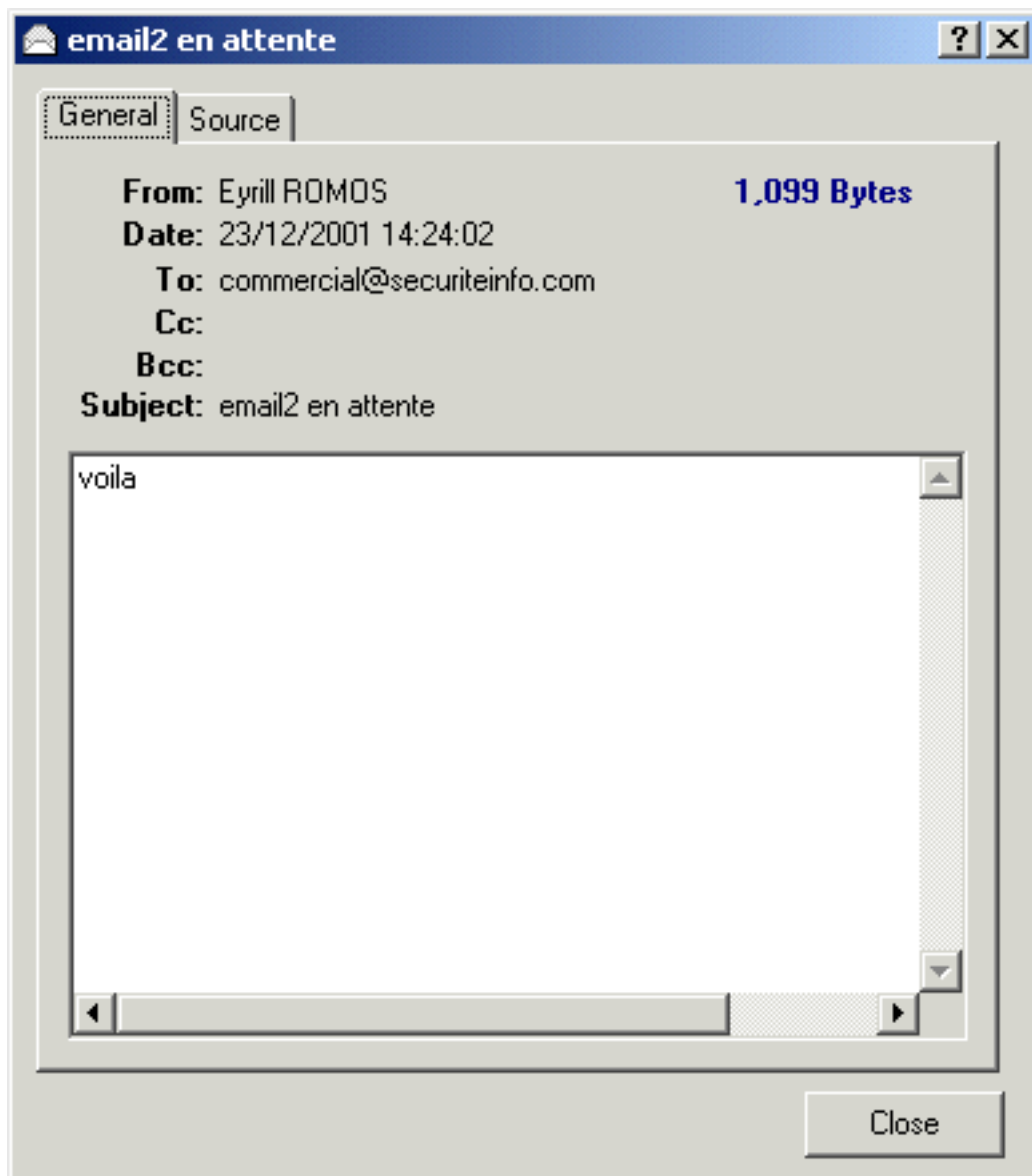 email2 en attente
General Source
From: Eyrill ROMOS 1,099 Bytes
Date: 23/12/2001 14:24:02
To: commercial@securiteinfo.com
Cc:
Bcc:
Subject: email2 en attente
voila
Close